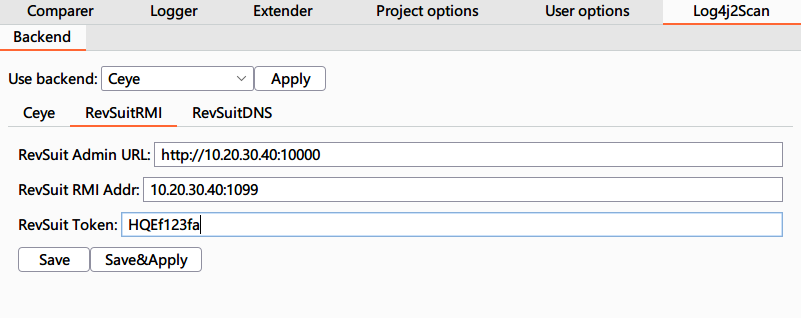 Comparer Logger Extender Project options User options Log4j2Scan
Backend
Use backend: Ceye Apply
Ceye RevSuitRMI RevSuitDNS
RevSuit Admin URL: http://10.20.30.40:10000
RevSuit RMI Addr: 10.20.30.40:1099
RevSuit Token: HQEf123fa
Save Save&Apply